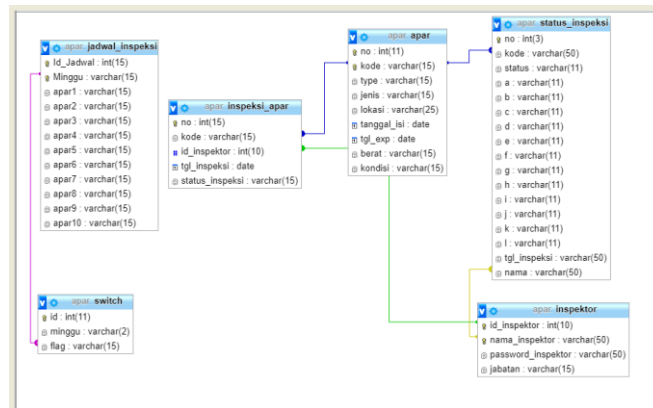 apar. jadwal_inspeksi
Id_Jadwal : int(15)
Minggu : varchar(15)
apar1 : varchar(15)
apar2 : varchar(15)
apar3 : varchar(15)
apar4 : varchar(15)
apar5 : varchar(15)
apar6 : varchar(15)
apar7 : varchar(15)
apar8 : varchar(15)
apar9 : varchar(15)
apar10 : varchar(15)
apar. inspeksi_apar
no : int(15)
kode : varchar(15)
id_inspektor : int(10)
tgl_inspeksi : date
status_inspeksi : varchar(15)
apar. apar
no : int(11)
kode : varchar(15)
type : varchar(15)
jenis : varchar(15)
lokasi : varchar(25)
tanggal_isi : date
tgl_exp : date
berat : varchar(15)
kondisi : varchar(15)
apar. status_inspeksi
no : int(3)
kode : varchar(50)
status : varchar(11)
a : varchar(11)
b : varchar(11)
c : varchar(11)
d : varchar(11)
e : varchar(11)
f : varchar(11)
g : varchar(11)
h : varchar(11)
i : varchar(11)
j : varchar(11)
k : varchar(11)
l : varchar(11)
tgl_inspeksi : varchar(50)
nama : varchar(50)
apar. switch
id : int(11)
minggu : varchar(2)
flag : varchar(15)
apar. inspektor
id_inspektor : int(10)
nama_inspektor : varchar(50)
password_inspektor : varchar(50)
jabatan : varchar(15)